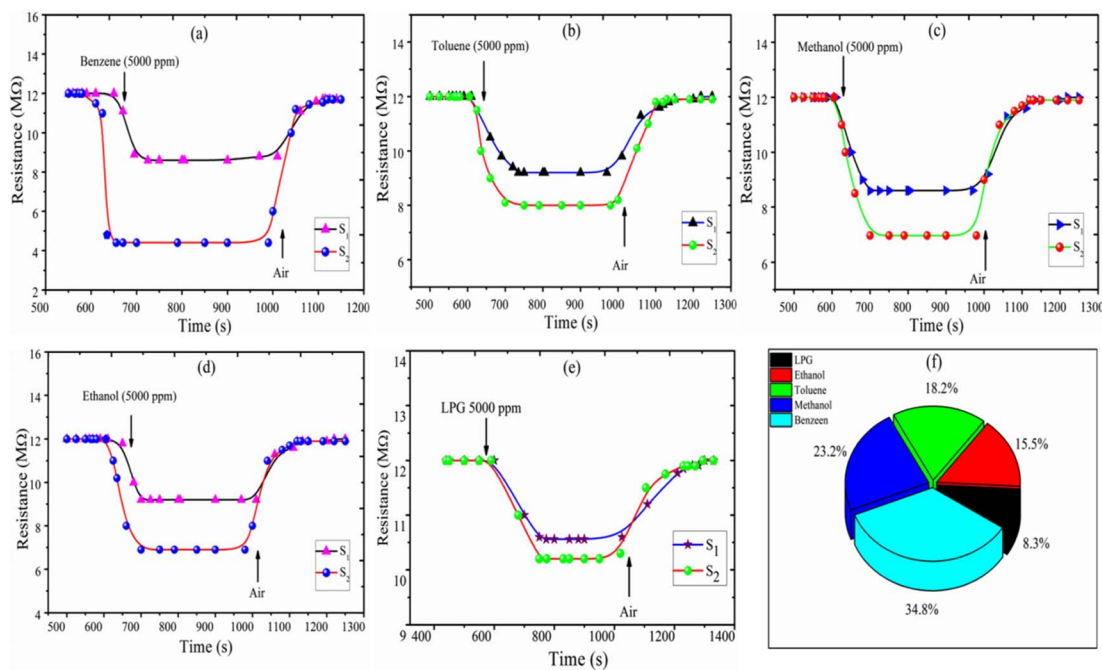 (a)
Benzene (5000 ppm)
Resistance (MΩ)
16
14
12
10
8
6
4
2
S1
S2
Air
500 600 700 800 900 1000 1100 1200
Time (s)
(b)
Toluene (5000 ppm)
Resistance (MΩ)
14
12
10
8
6
S1
S2
Air
500 600 700 800 900 1000 1100 1200 1300
Time (s)
(c)
Methanol (5000 ppm)
Resistance (MΩ)
14
12
10
8
6
S1
S2
Air
500 600 700 800 900 1000 1100 1200 1300
Time (s)
(d)
Ethanol (5000 ppm)
Resistance (MΩ)
16
14
12
10
8
6
4
S1
S2
Air
500 600 700 800 900 1000 1100 1200 1300
Time (s)
(e)
LPG 5000 ppm
Resistance (MΩ)
14
13
12
11
10
9
S1
S2
Air
400 600 800 1000 1200 1400
Time (s)
(f)
LPG
Ethanol
Toluene
Methanol
Benzeen
18.2%
23.2%
15.5%
8.3%
34.8%